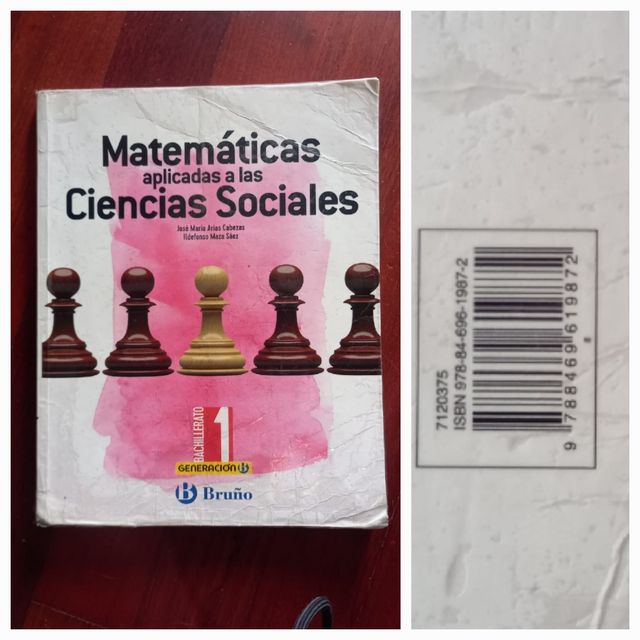 Matemáticas
aplicadas a las
Ciencias Sociales
José María Arias Cabezas
Ildefonso Maza Sáez
BACHILLERATO
1
GENERACIÓN B
B Bruño
7120375
ISBN 978-84-696-1987-2
9 788469 619872